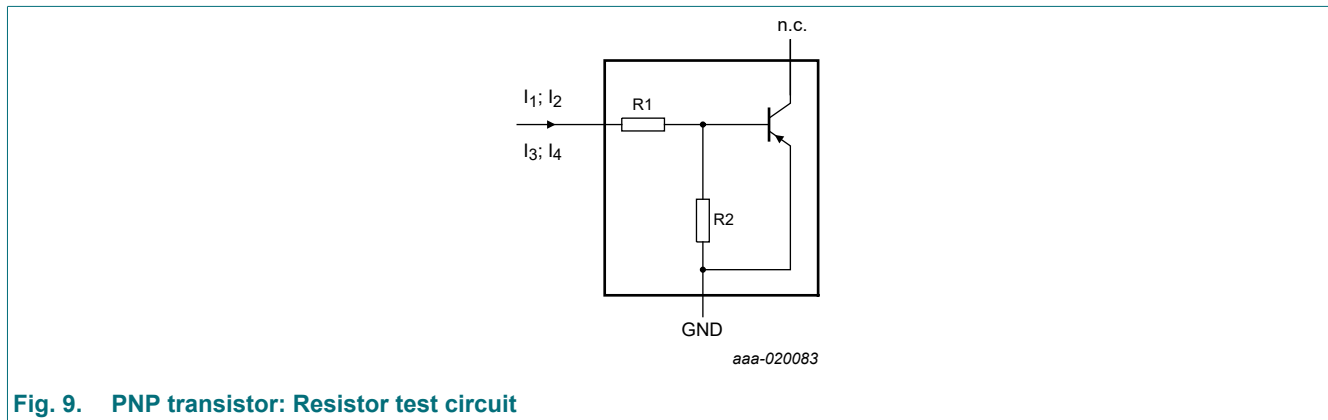 n.c.
I1; I2
R1
I3; I4
R2
GND
aaa-020083
Fig. 9. PNP transistor: Resistor test circuit